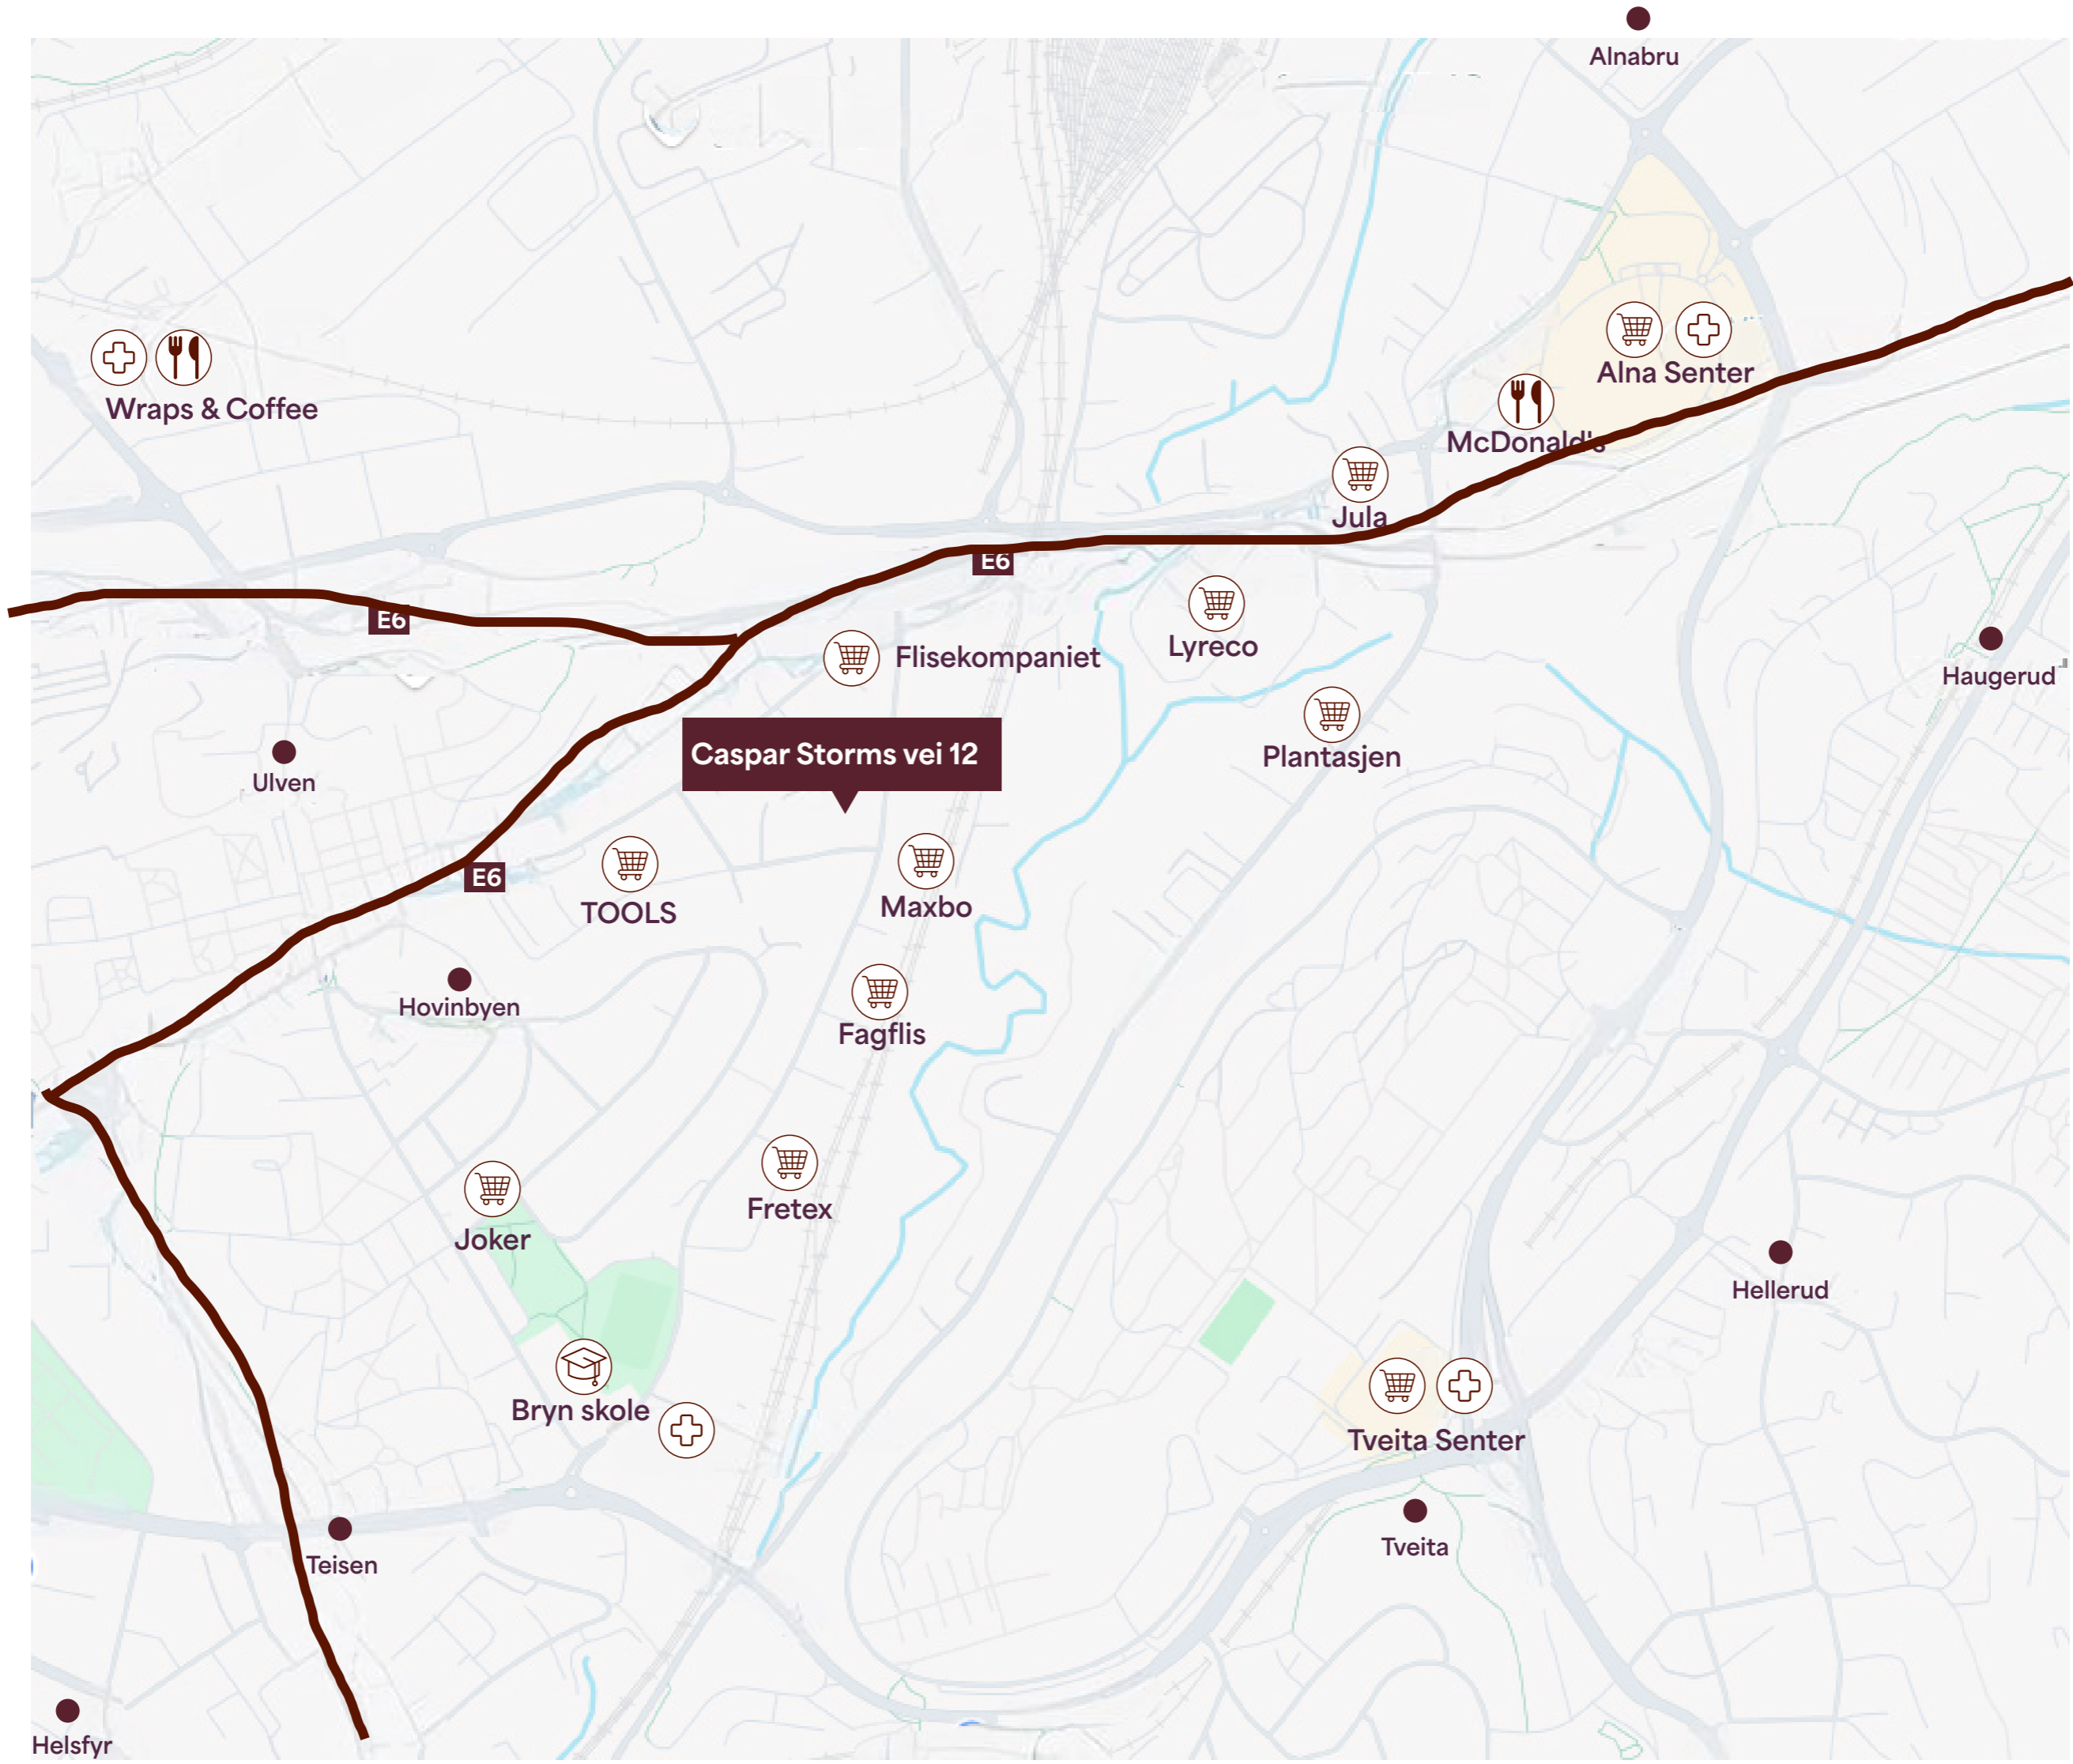 Alnabru
Alna Senter
Wraps & Coffee
McDonald's
Jula
E6
E6
Lyreco
Flisekompaniet
Haugerud
Caspar Storms vei 12
Plantasjen
Ulven
E6
TOOLS
Maxbo
Hovinbyen
Fagflis
Fretex
Joker
Hellerud
Bryn skole
Tveita Senter
Tveita
Teisen
Helsfyr